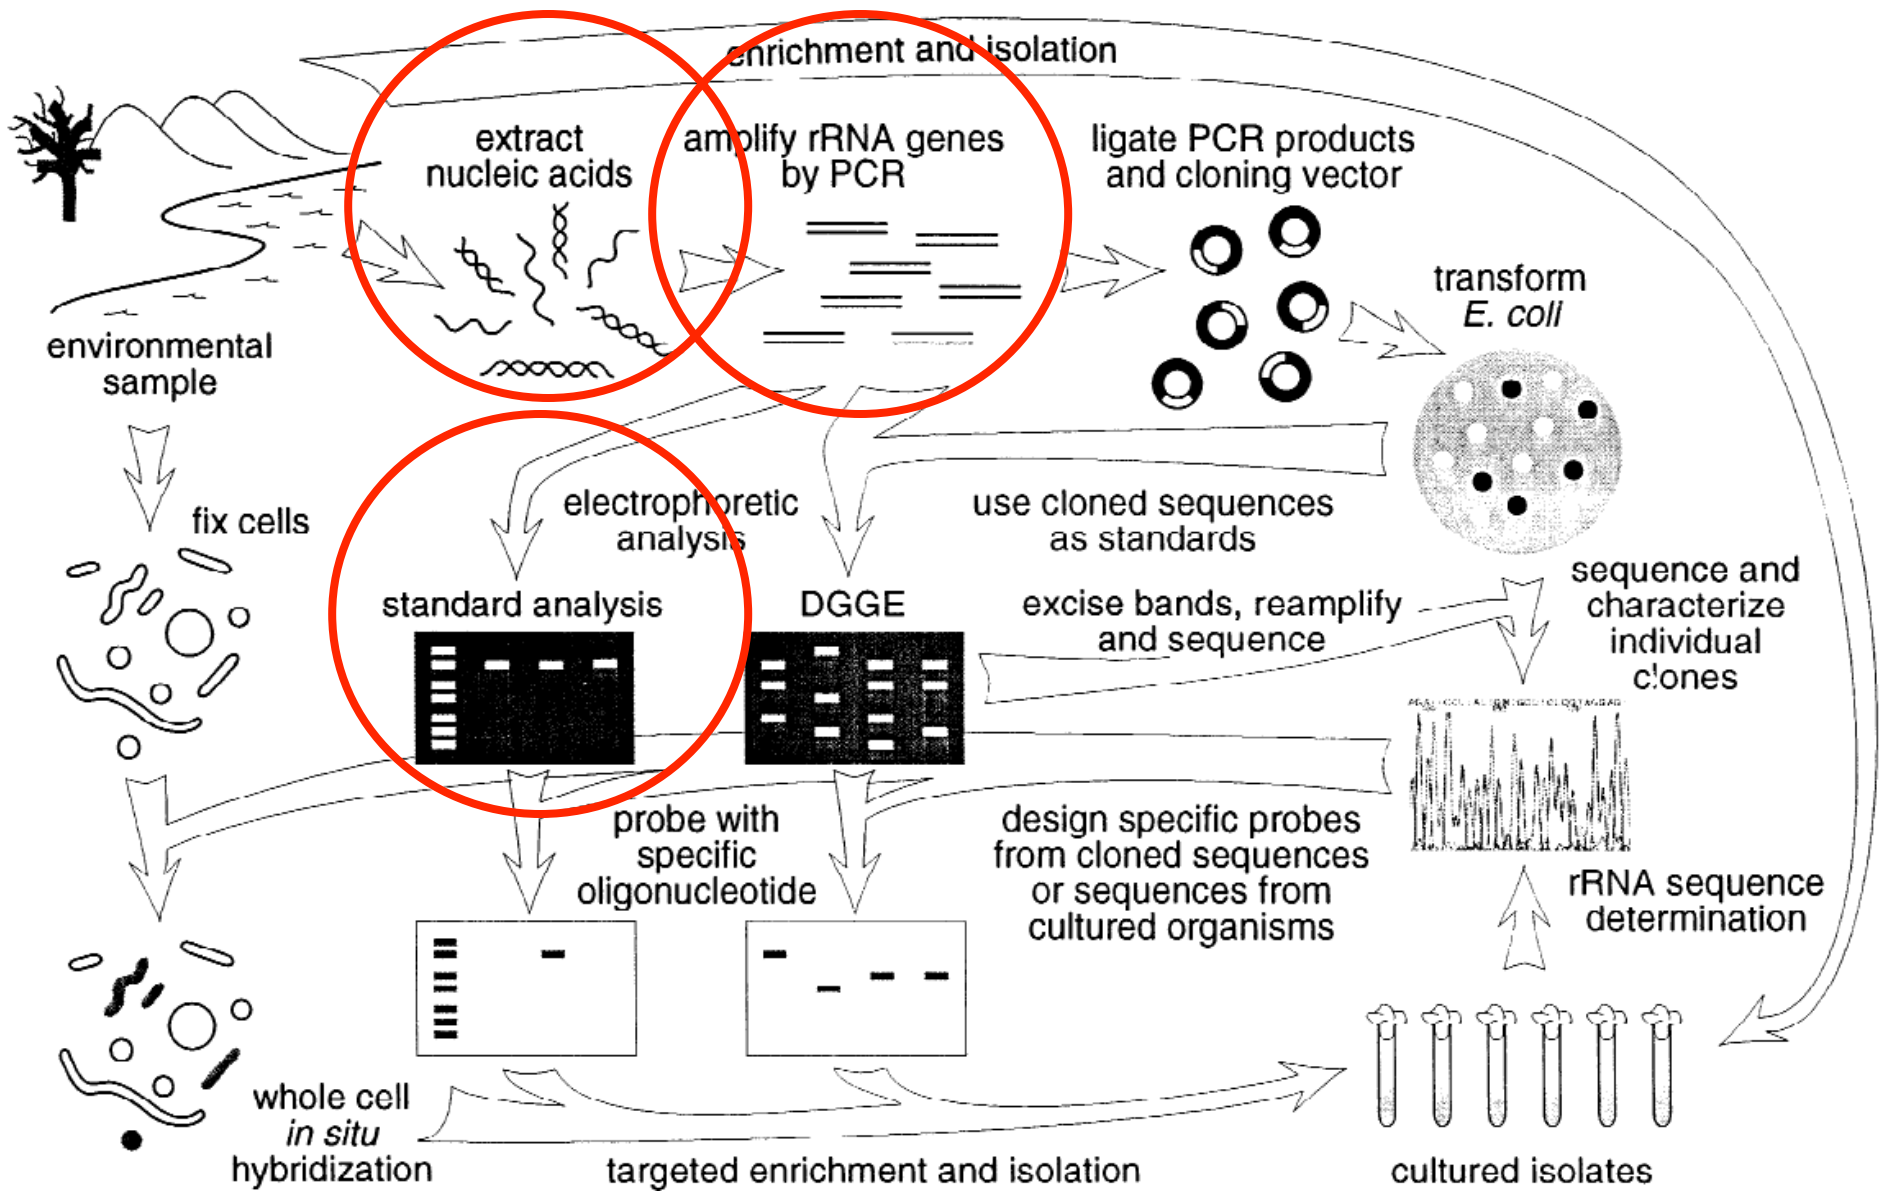 enrichment and isolation
extract
nucleic acids
amplify rRNA genes
by PCR
ligate PCR products
and cloning vector
transform
E. coli
environmental
sample
fix cells
electrophoretic
analysis
use cloned sequences
as standards
standard analysis
DGGE
excise bands, reamplify
and sequence
sequence and
characterize
individual
clones
probe with
specific
oligonucleotide
design specific probes
from cloned sequences
or sequences from
cultured organisms
rRNA sequence
determination
whole cell
in situ
hybridization
targeted enrichment and isolation
cultured isolates